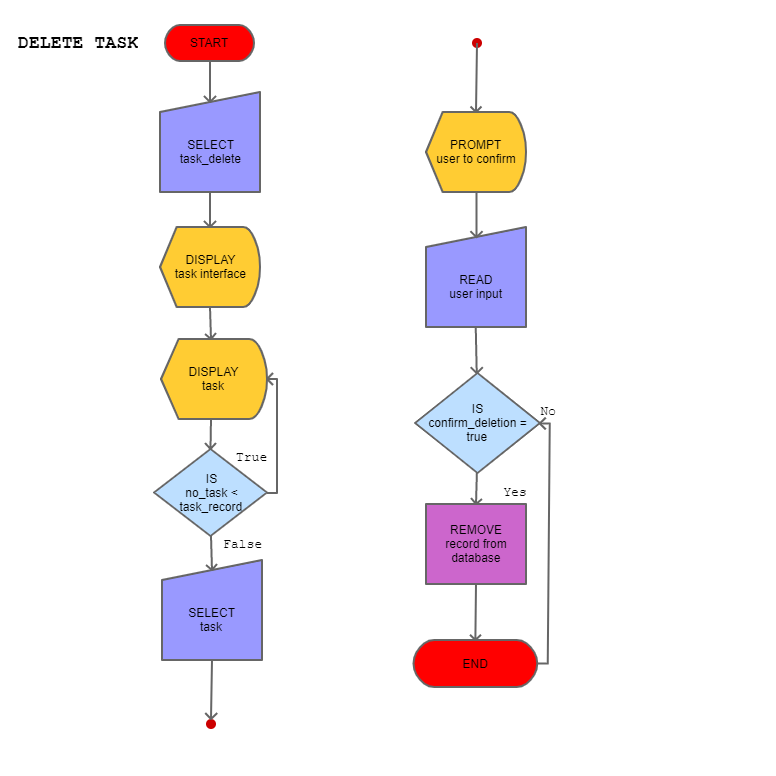 DELETE TASK
START
SELECT
task_delete
DISPLAY
task interface
DISPLAY
task
True
IS
no_task <
task_record
False
SELECT
task
PROMPT
user to confirm
READ
user input
No
IS
confirm_deletion =
true
Yes
REMOVE
record from
database
END